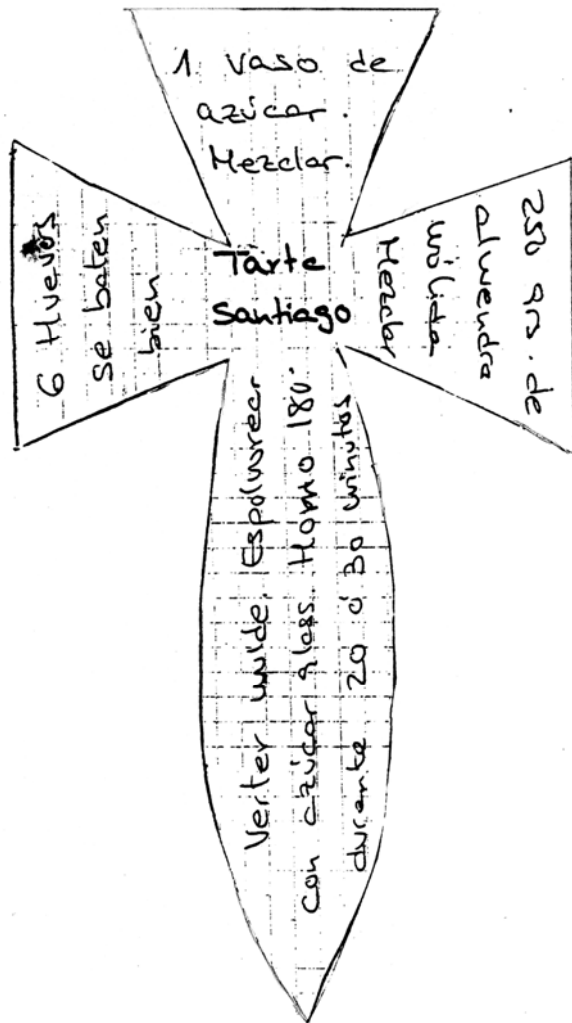 Tarte
Santiago
6 Huevos
se baten
bien
1 vaso de
azúcar.
Mezclar.
250 grs. de
almendra
molida
Mezclar
Verter molde. Espolvorear
con azúcar glass. Horno 180º
durante 20 ó 30 minutos